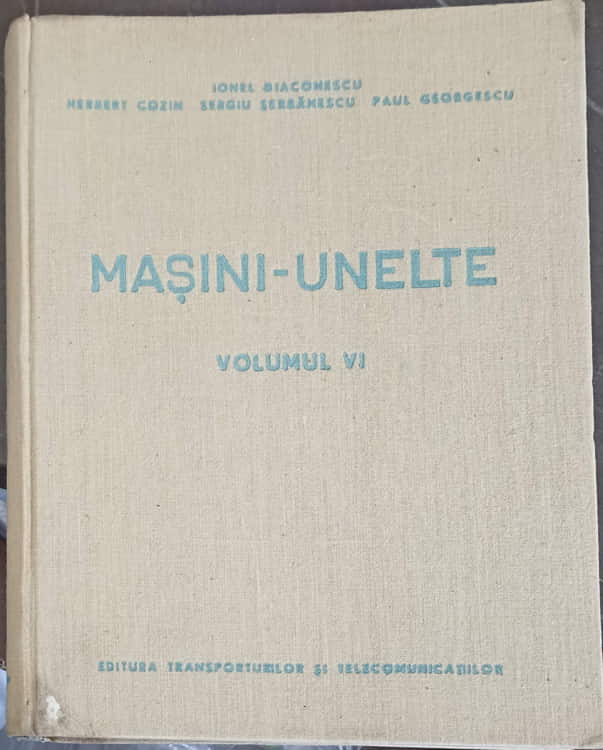 IONEL DIACONESCU
HERBERT COZIN SERGIU ȘERBĂNESCU PAUL GEORGESCU
MAȘINI-UNELTE
VOLUMUL VI
EDITURA TRANSPORTURILOR ȘI TELECOMUNICAȚIILOR